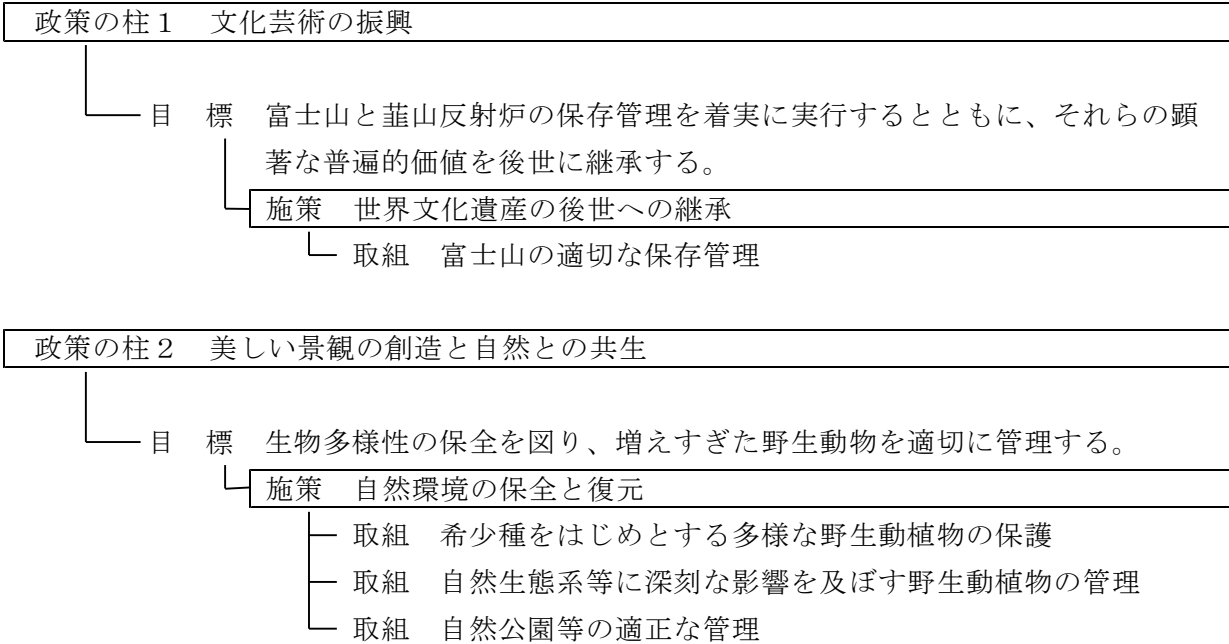 政策の柱１　文化芸術の振興
目　標　富士山と韮山反射炉の保存管理を着実に実行するとともに、それらの顕
著な普遍的価値を後世に継承する。
施策　世界文化遺産の後世への継承
取組　富士山の適切な保存管理
政策の柱２　美しい景観の創造と自然との共生
目　標　生物多様性の保全を図り、増えすぎた野生動物を適切に管理する。
施策　自然環境の保全と復元
取組　希少種をはじめとする多様な野生動植物の保護
取組　自然生態系等に深刻な影響を及ぼす野生動植物の管理
取組　自然公園等の適正な管理